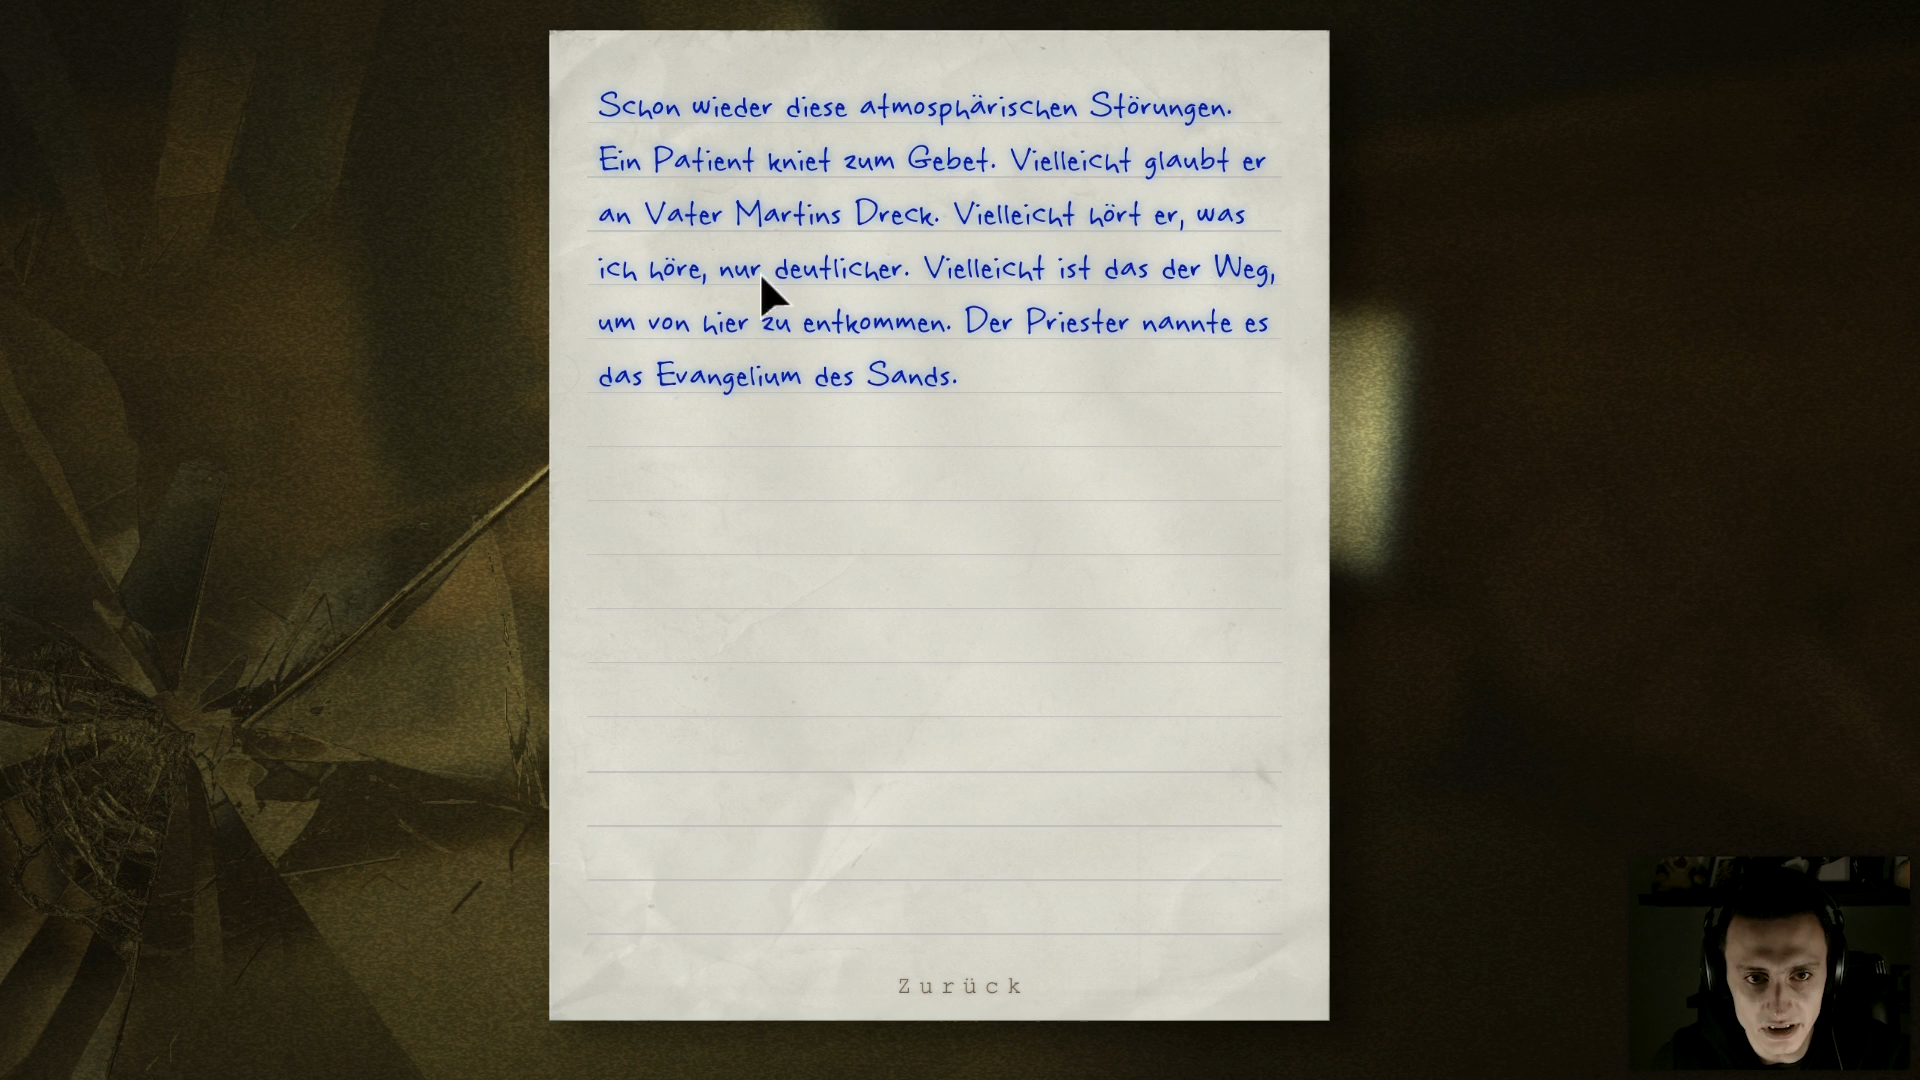 Schon wieder diese atmosphärischen Störungen.
Ein Patient kniet zum Gebet. Vielleicht glaubt er
an Vater Martins Dreck. Vielleicht hört er, was
ich höre, nur deutlicher. Vielleicht ist das der Weg,
um von hier zu entkommen. Der Priester nannte es
das Evangelium des Sands.
Zurück